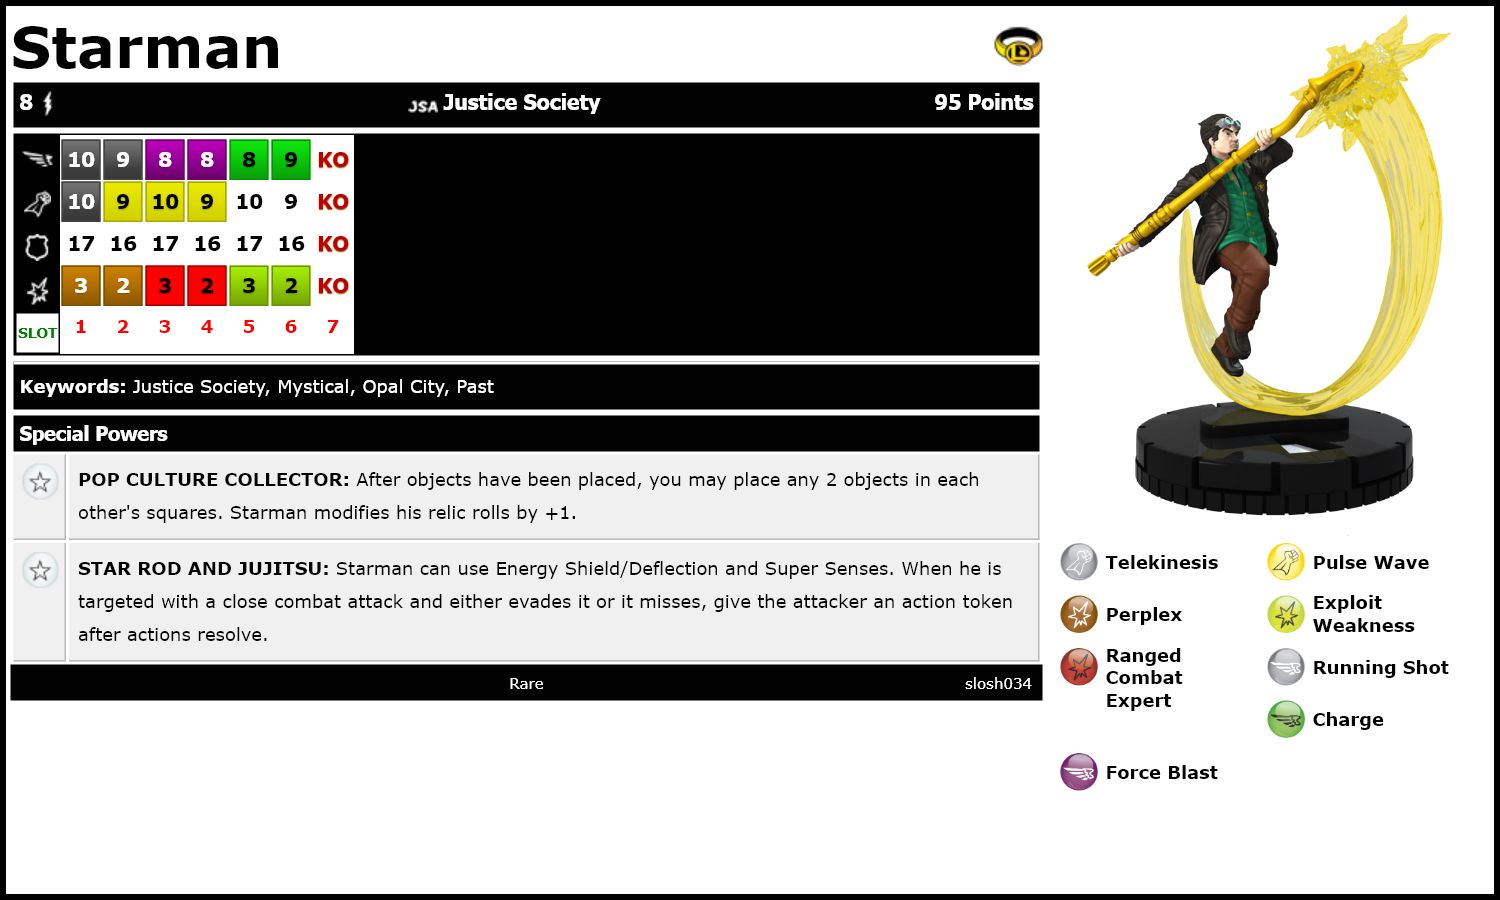 Starman
8 JSA Justice Society 95 Points
10 9 8 8 8 9 KO
10 9 10 9 10 9 KO
17 16 17 16 17 16 KO
3 2 3 2 3 2 KO
SLOT 1 2 3 4 5 6 7
Keywords: Justice Society, Mystical, Opal City, Past
Special Powers
POP CULTURE COLLECTOR: After objects have been placed, you may place any 2 objects in each
other's squares. Starman modifies his relic rolls by +1.
STAR ROD AND JUJITSU: Starman can use Energy Shield/Deflection and Super Senses. When he is
targeted with a close combat attack and either evades it or it misses, give the attacker an action token
after actions resolve.
Rare slosh034
Telekinesis
Pulse Wave
Perplex
Exploit
Weakness
Ranged
Combat
Expert
Running Shot
Charge
Force Blast